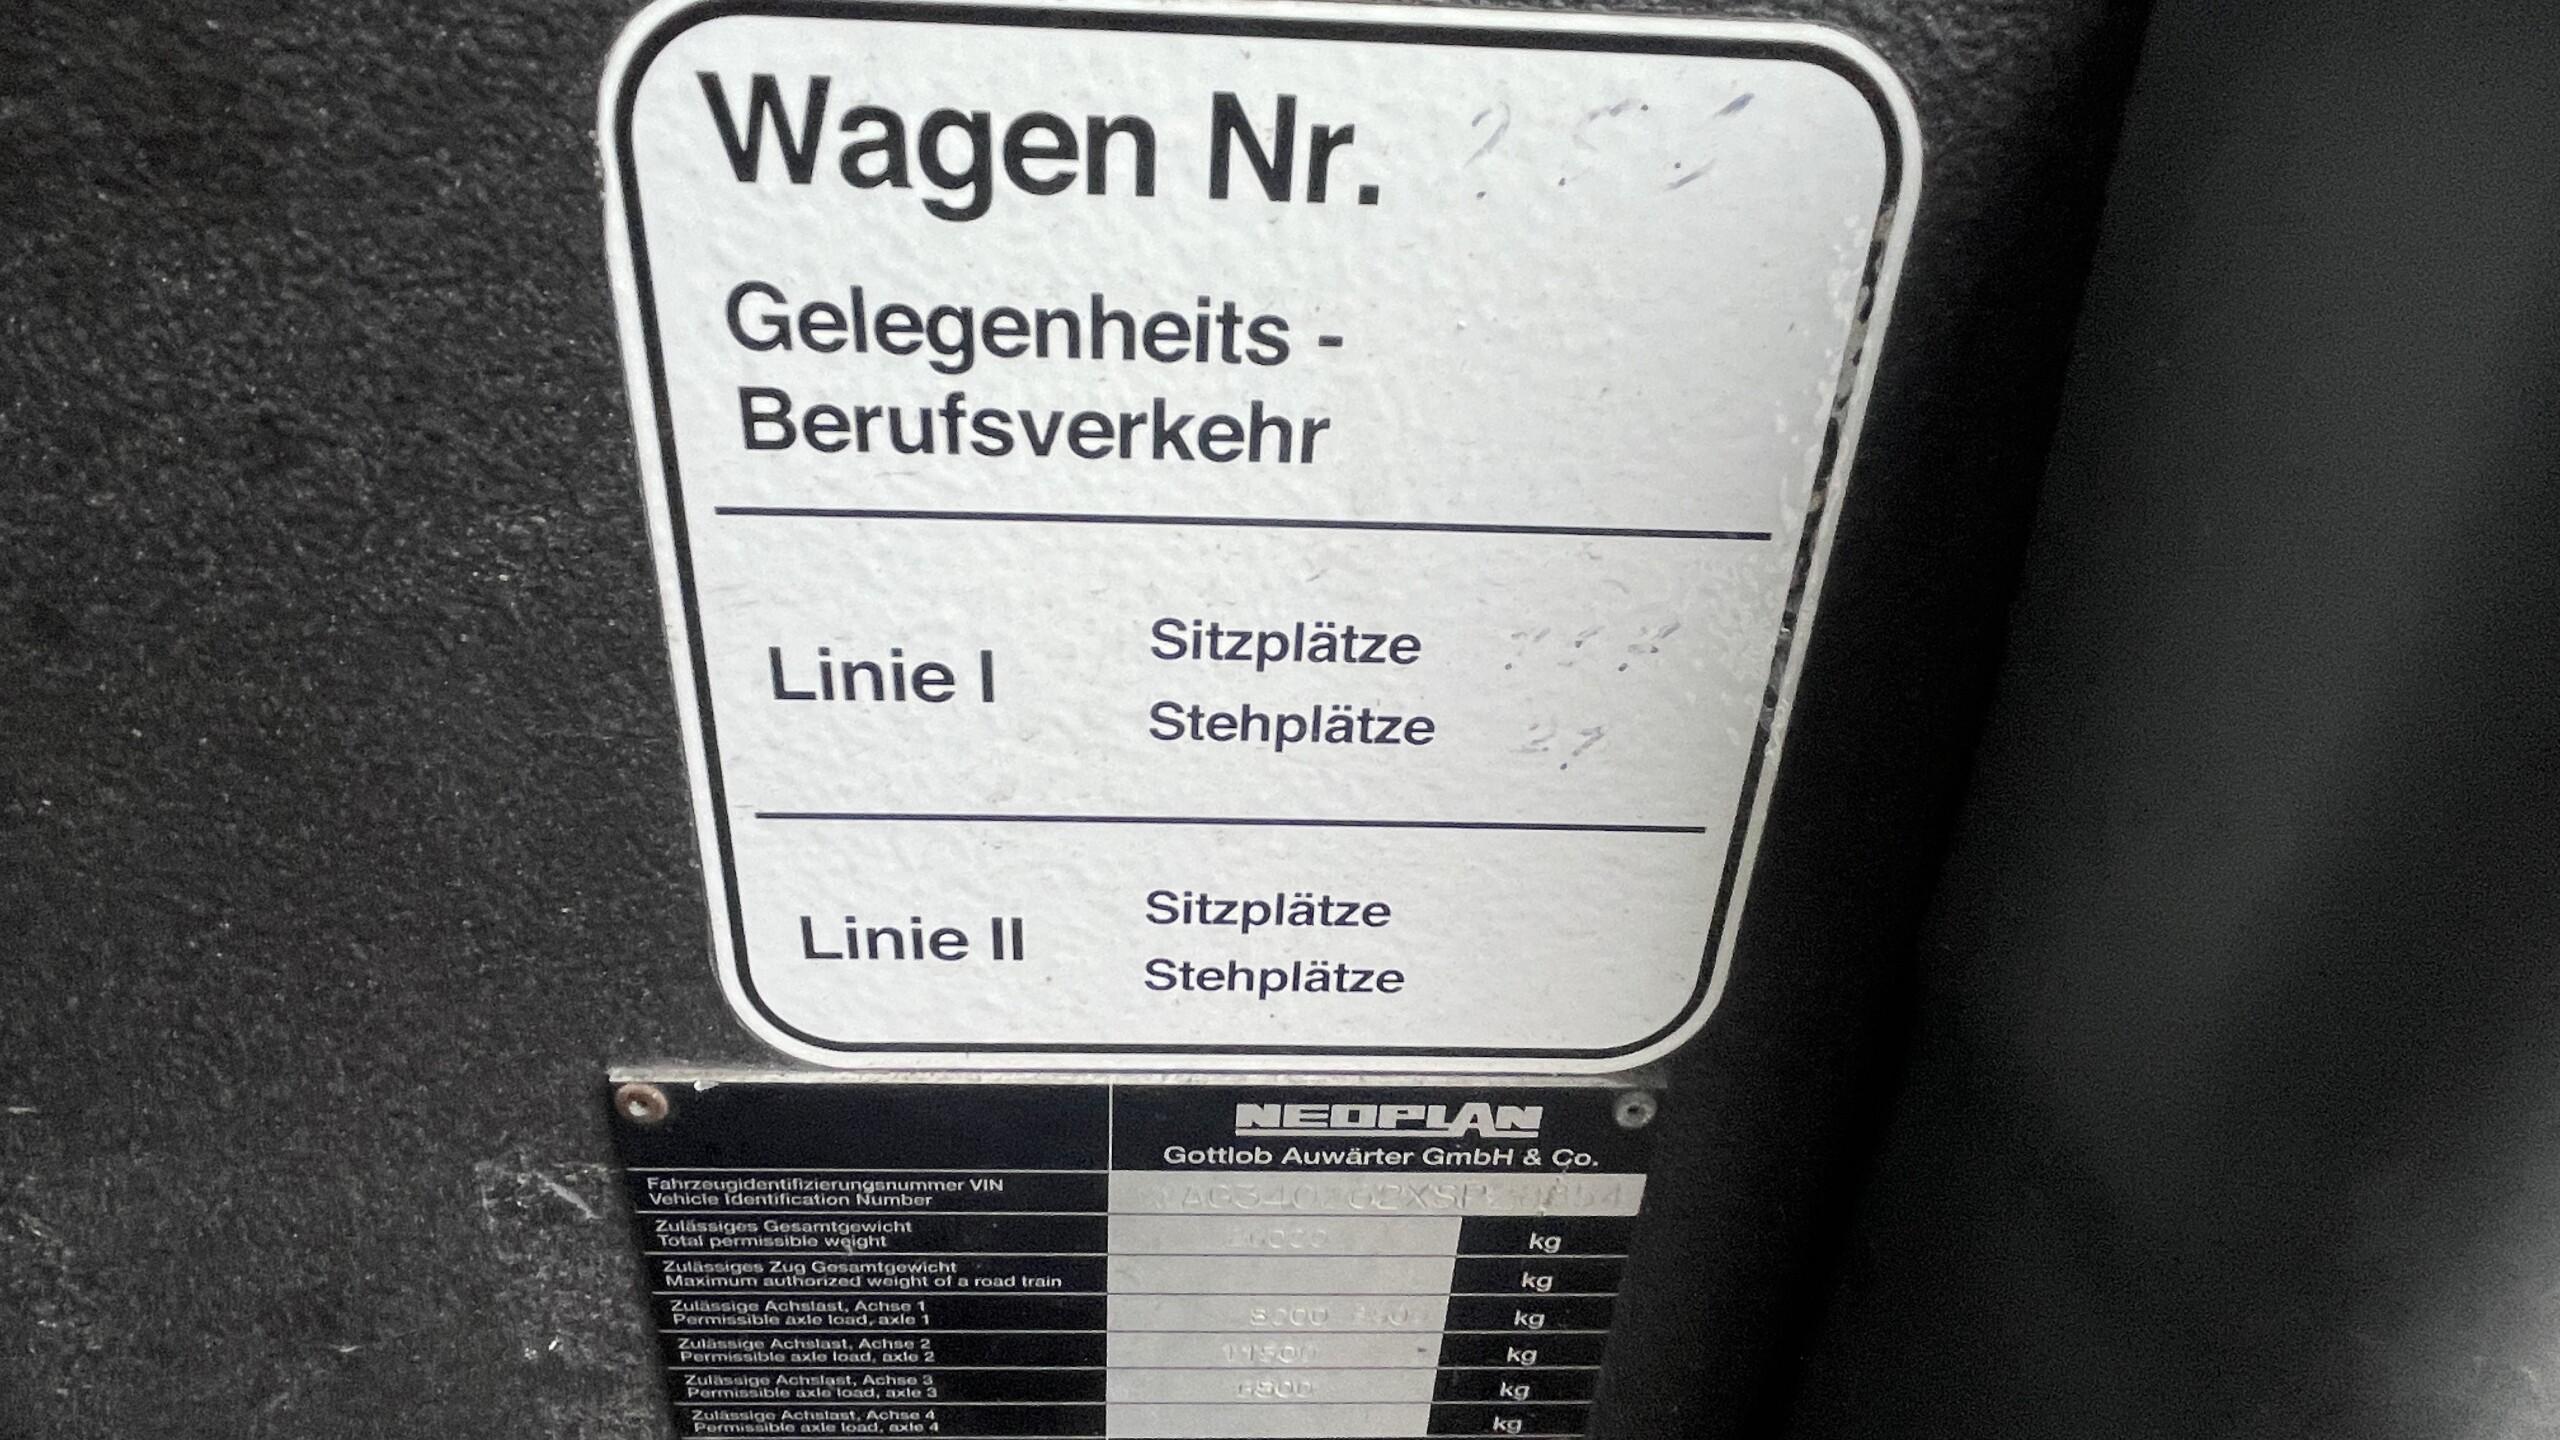 Wagen Nr.
Gelegenheits -
Berufsverkehr
Linie I
Sitzplätze
Stehplätze
Linie II
Sitzplätze
Stehplätze
NEOPLAN
Gottlob Auwärter GmbH & Co.
Fahrzeugidentifizierungsnummer VIN
Vehicle Identification Number
Zulässiges Gesamtgewicht
Total permissible weight
kg
Zulässiges Zug Gesamtgewicht
Maximum authorized weight of a road train
kg
Zulässige Achslast, Achse 1
Permissible axle load, axle 1
kg
Zulässige Achslast, Achse 2
Permissible axle load, axle 2
11500
kg
Zulässige Achslast, Achse 3
Permissible axle load, axle 3
kg
Zulässige Achslast, Achse 4
Permissible axle load, axle 4
kg